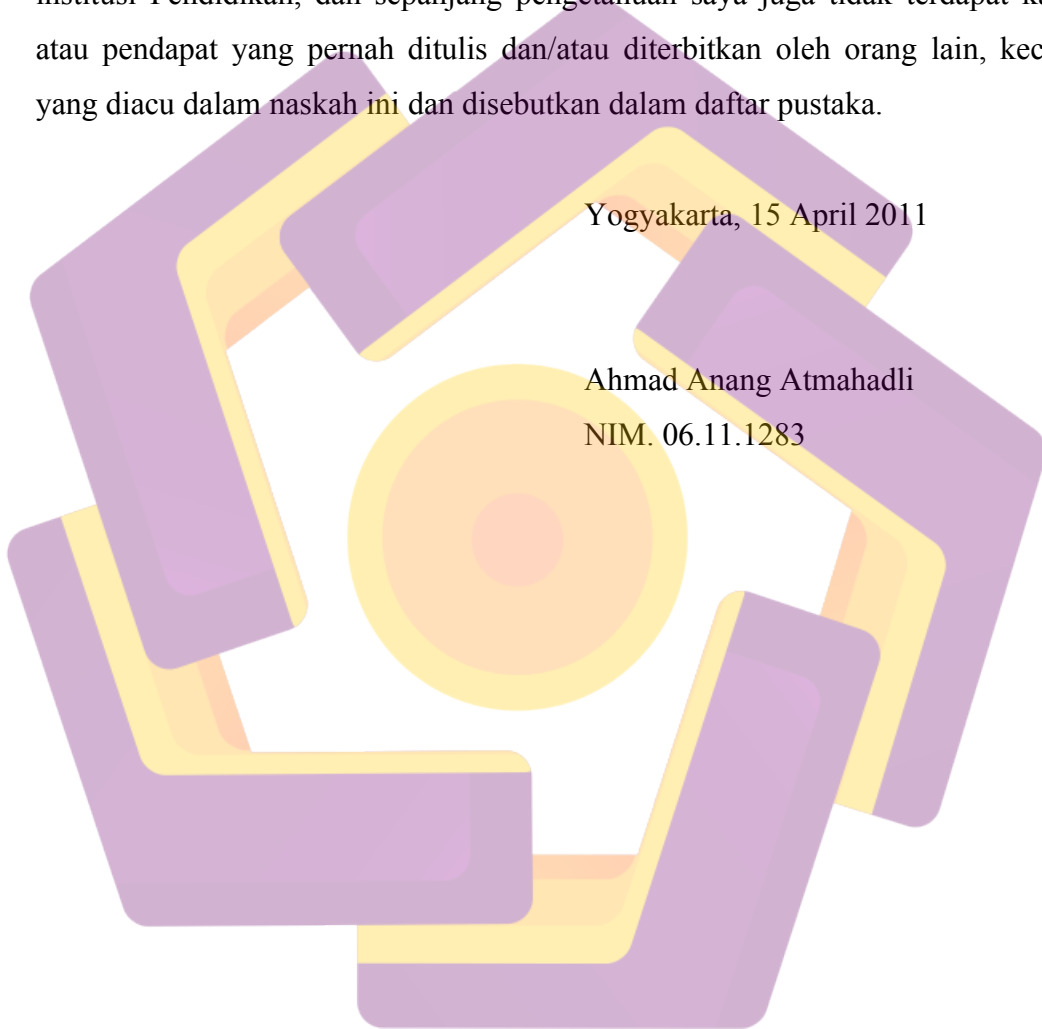 institusi Pendidikan, dan sepanjang pengetahuan saya juga tidak terdapat
atau pendapat yang pernah ditulis dan/atau diterbitkan oleh orang lain,
yang diacu dalam naskah ini dan disebutkan dalam daftar pustaka.
Yogyakarta, 15 April 2011
Ahmad Anang Atmahadli
NIM. 06.11.1283